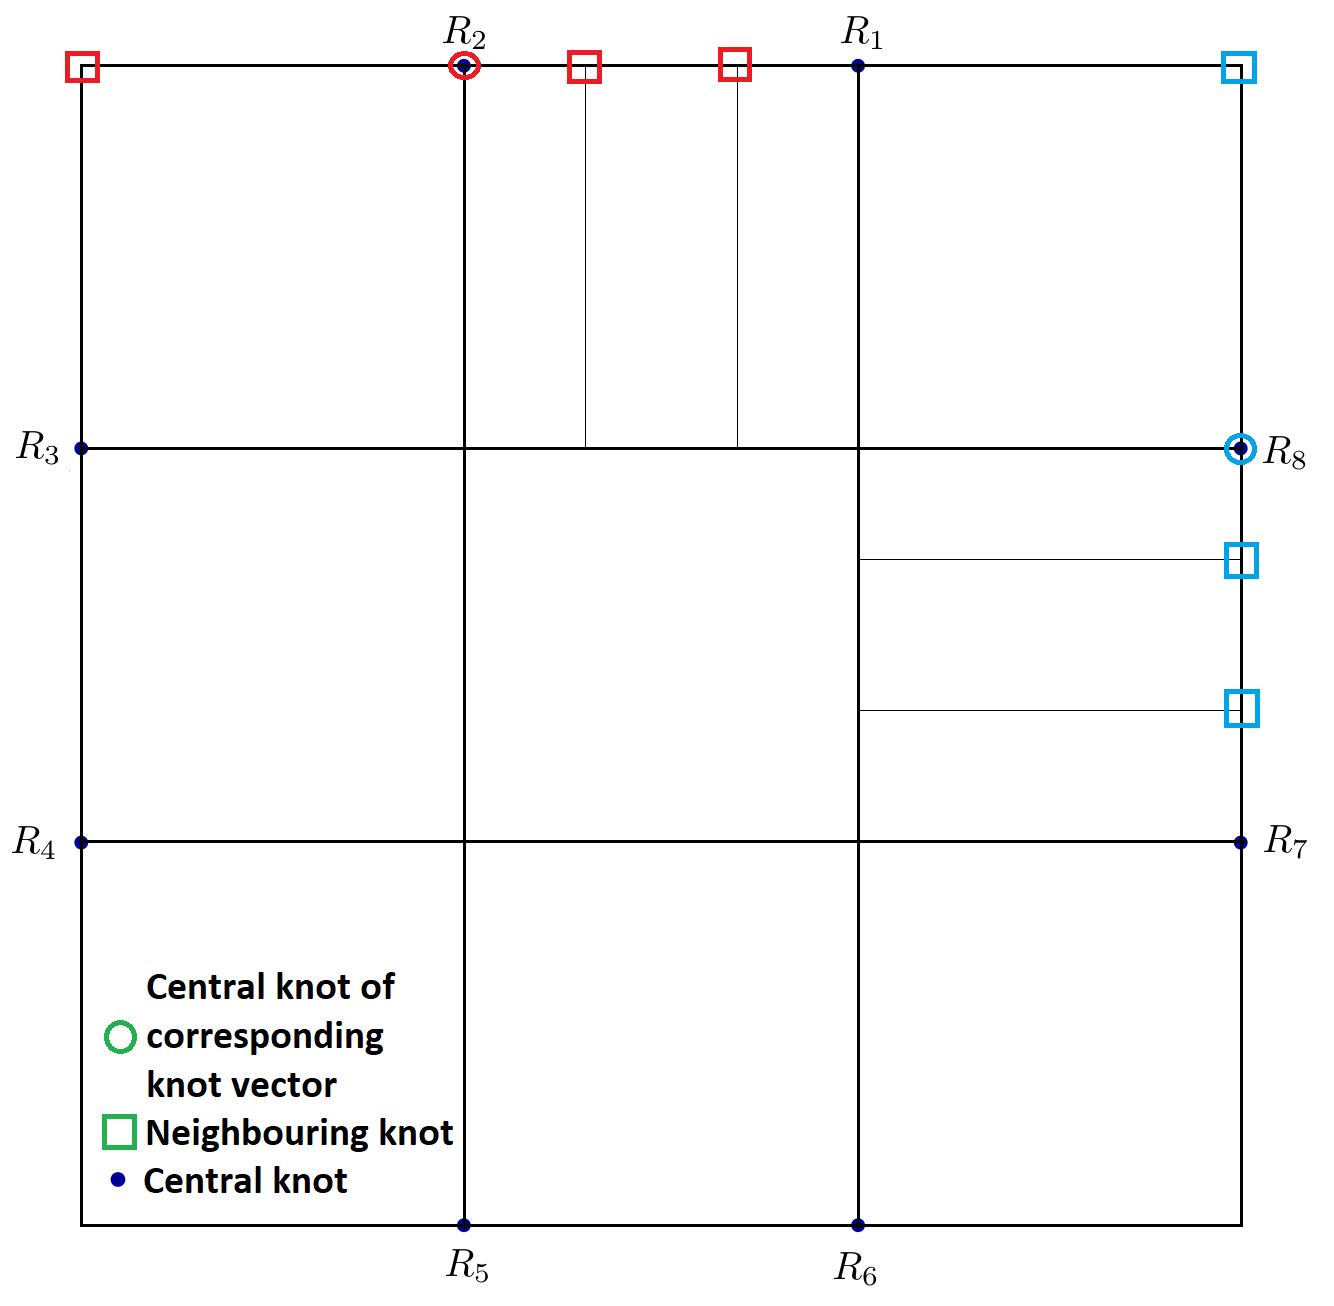 R2
R1
R3
R8
R4
R7
Central knot of
corresponding
knot vector
Neighbouring knot
Central knot
R5
R6